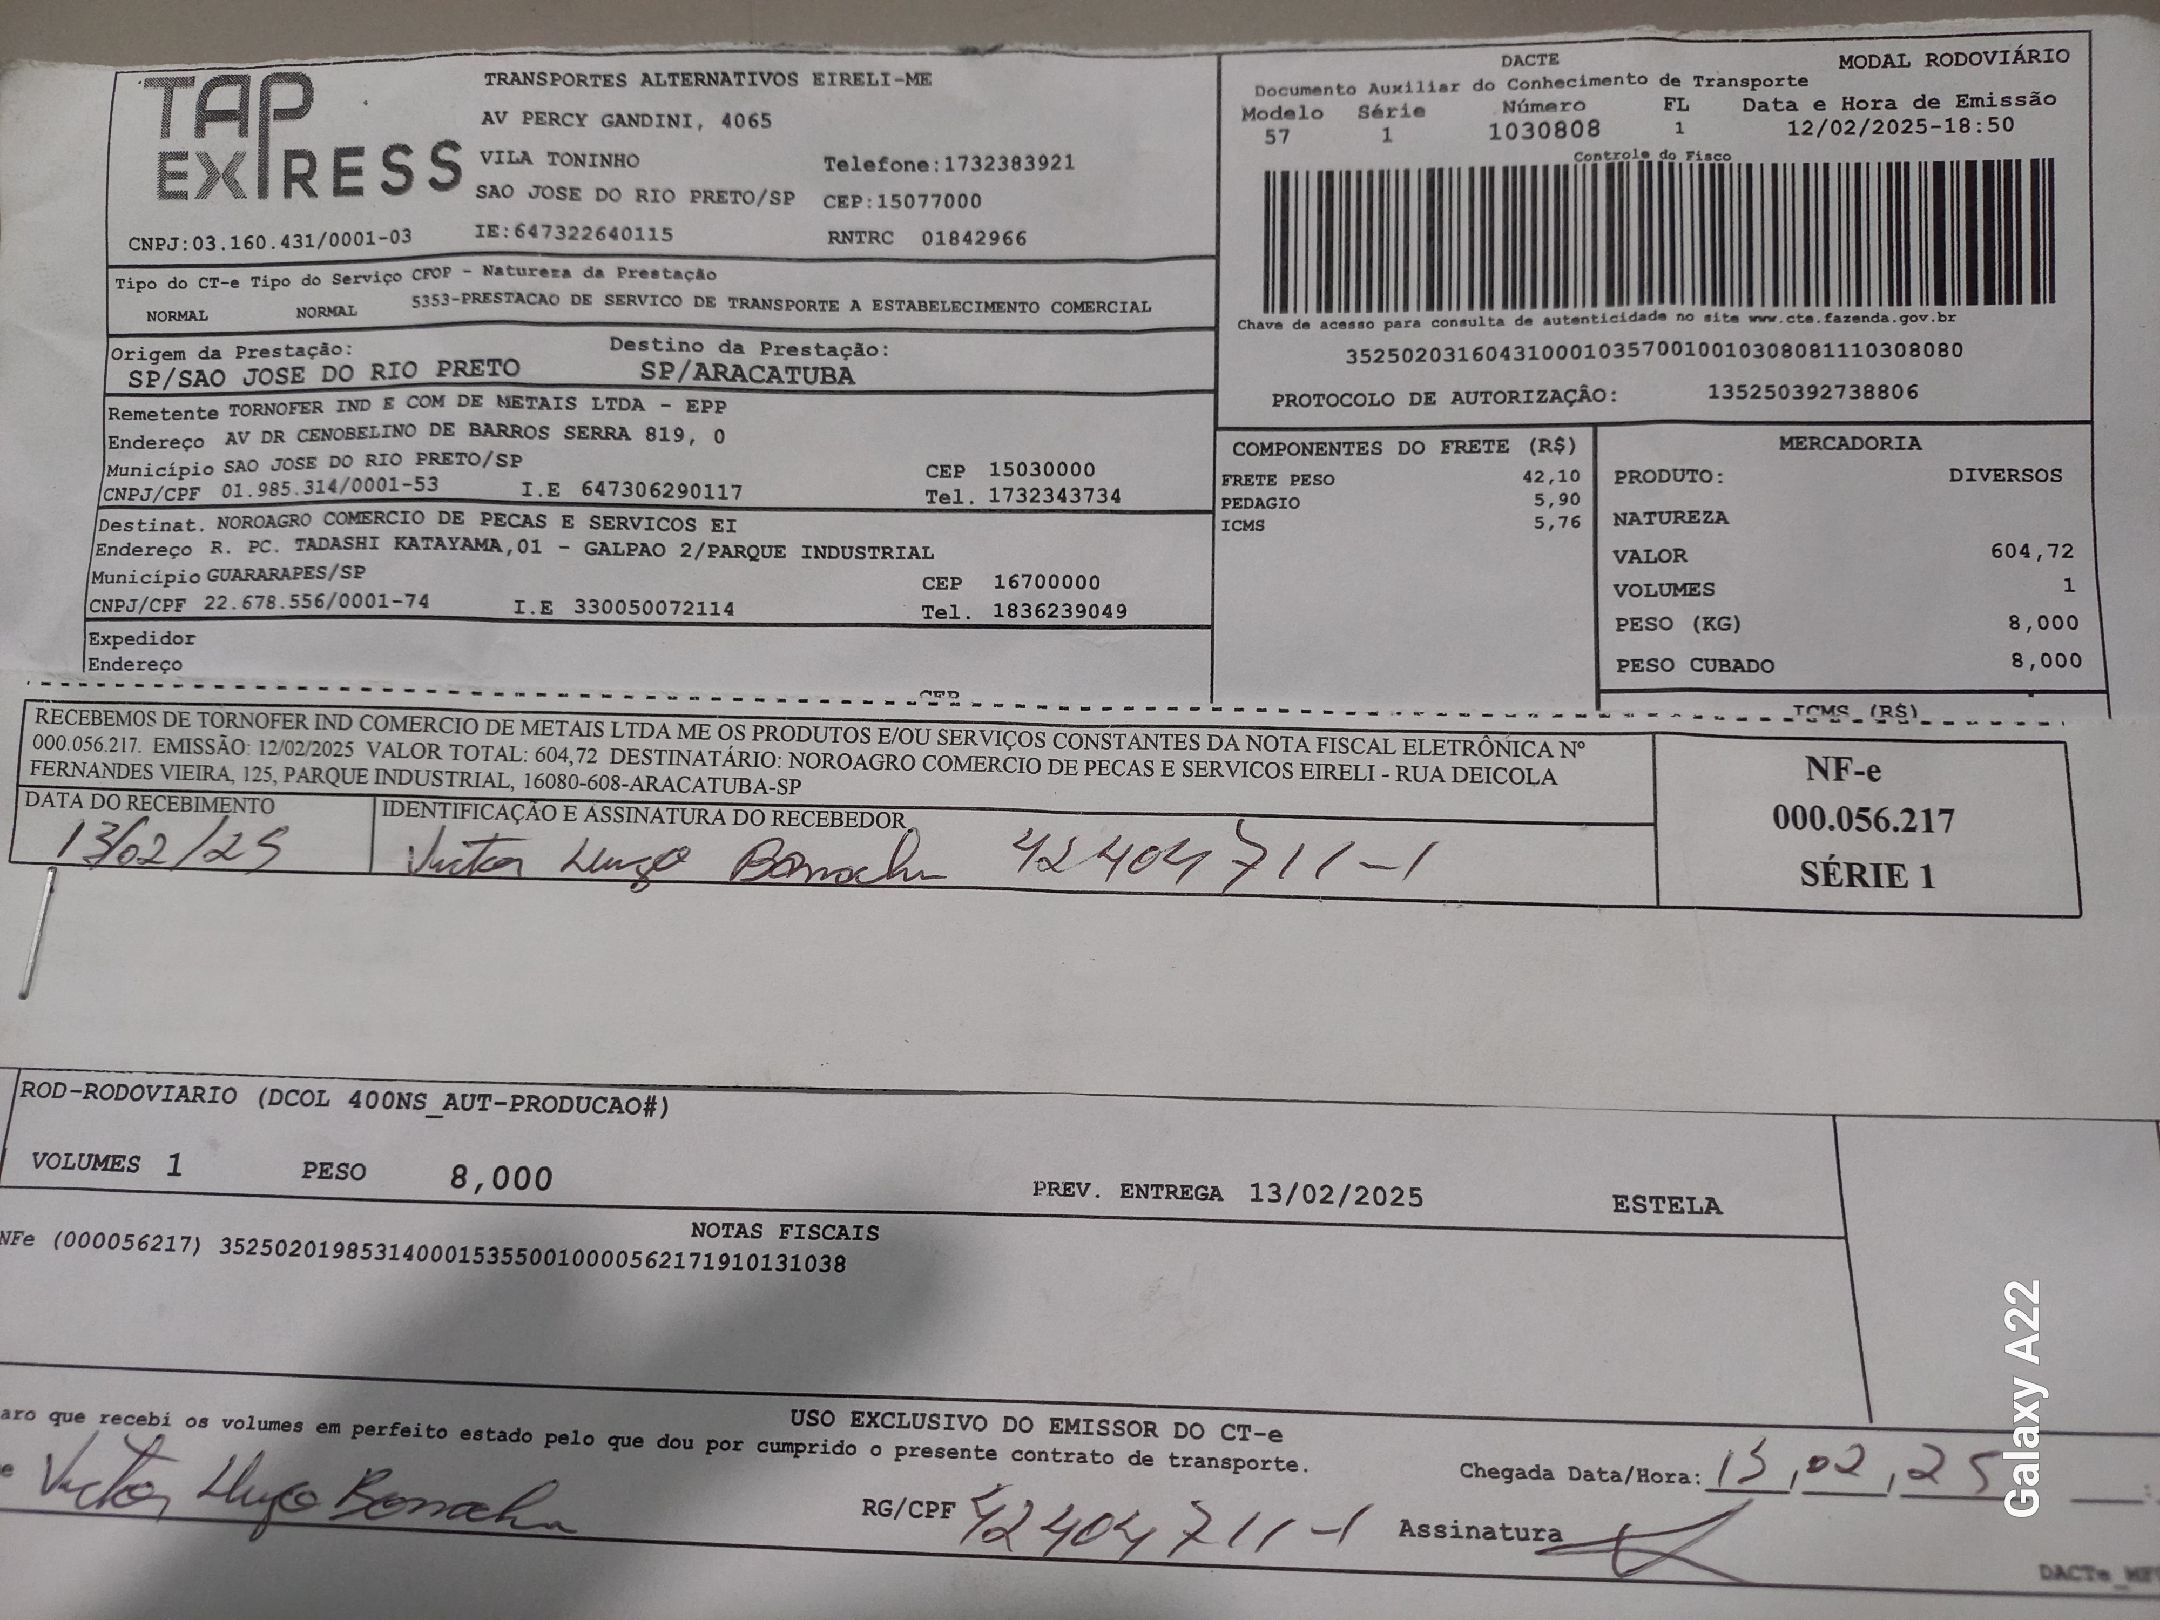 TAP EXPRESS
TRANSPORTES ALTERNATIVOS EIRELI-ME
AV PERCY GANDINI, 4065
VILA TONINHO Telefone:1732383921
SAO JOSE DO RIO PRETO/SP CEP:15077000
CNPJ:03.160.431/0001-03 IE:647322640115 RNTRC 01842966
DACTE MODAL RODOVIÁRIO
Documento Auxiliar do Conhecimento de Transporte
Modelo Série Número FL Data e Hora de Emissão
57 1 1030808 1 12/02/2025-18:50
Controle do Fisco
Chave de acesso para consulta de autenticidade no site www.cte.fazenda.gov.br
35250203160431000103570010010308081110308080
PROTOCOLO DE AUTORIZAÇÃO: 135250392738806
Tipo do CT-e Tipo do Serviço CFOP - Natureza da Prestação
NORMAL NORMAL 5353-PRESTACAO DE SERVICO DE TRANSPORTE A ESTABELECIMENTO COMERCIAL
Origem da Prestação: Destino da Prestação:
SP/SAO JOSE DO RIO PRETO SP/ARACATUBA
Remetente TORNOFER IND E COM DE METAIS LTDA - EPP
Endereço AV DR CENOBELINO DE BARROS SERRA 819, 0
Município SAO JOSE DO RIO PRETO/SP CEP 15030000
CNPJ/CPF 01.985.314/0001-53 I.E 647306290117 Tel. 1732343734
Destinat. NOROAGRO COMERCIO DE PECAS E SERVICOS EI
Endereço R. PC. TADASHI KATAYAMA,01 - GALPAO 2/PARQUE INDUSTRIAL
Município GUARARAPES/SP CEP 16700000
CNPJ/CPF 22.678.556/0001-74 I.E 330050072114 Tel. 1836239049
Expedidor
Endereço
CEP
COMPONENTES DO FRETE (R$)
FRETE PESO 42,10
PEDAGIO 5,90
ICMS 5,76
MERCADORIA
PRODUTO: DIVERSOS
NATUREZA
VALOR 604,72
VOLUMES 1
PESO (KG) 8,000
PESO CUBADO 8,000
ICMS (R$)
RECEBEMOS DE TORNOFER IND COMERCIO DE METAIS LTDA ME OS PRODUTOS E/OU SERVIÇOS CONSTANTES DA NOTA FISCAL ELETRÔNICA Nº
000.056.217. EMISSÃO: 12/02/2025 VALOR TOTAL: 604,72 DESTINATÁRIO: NOROAGRO COMERCIO DE PECAS E SERVICOS EIRELI - RUA DEICOLA
FERNANDES VIEIRA, 125, PARQUE INDUSTRIAL, 16080-608-ARACATUBA-SP
DATA DO RECEBIMENTO IDENTIFICAÇÃO E ASSINATURA DO RECEBEDOR
13/02/25 Victor Hugo 42404711-1
NF-e
000.056.217
SÉRIE 1
ROD-RODOVIARIO (DCOL 400NS_AUT-PRODUCAO#)
VOLUMES 1 PESO 8,000 PREV. ENTREGA 13/02/2025 ESTELA
NOTAS FISCAIS
NFe (000056217) 35250201985314000153550010000562171910131038
USO EXCLUSIVO DO EMISSOR DO CT-e
aro que recebi os volumes em perfeito estado pelo que dou por cumprido o presente contrato de transporte.
e Victor Hugo RG/CPF 42404711-1 Chegada Data/Hora: 13,02,25 :
Assinatura
Galaxy A22